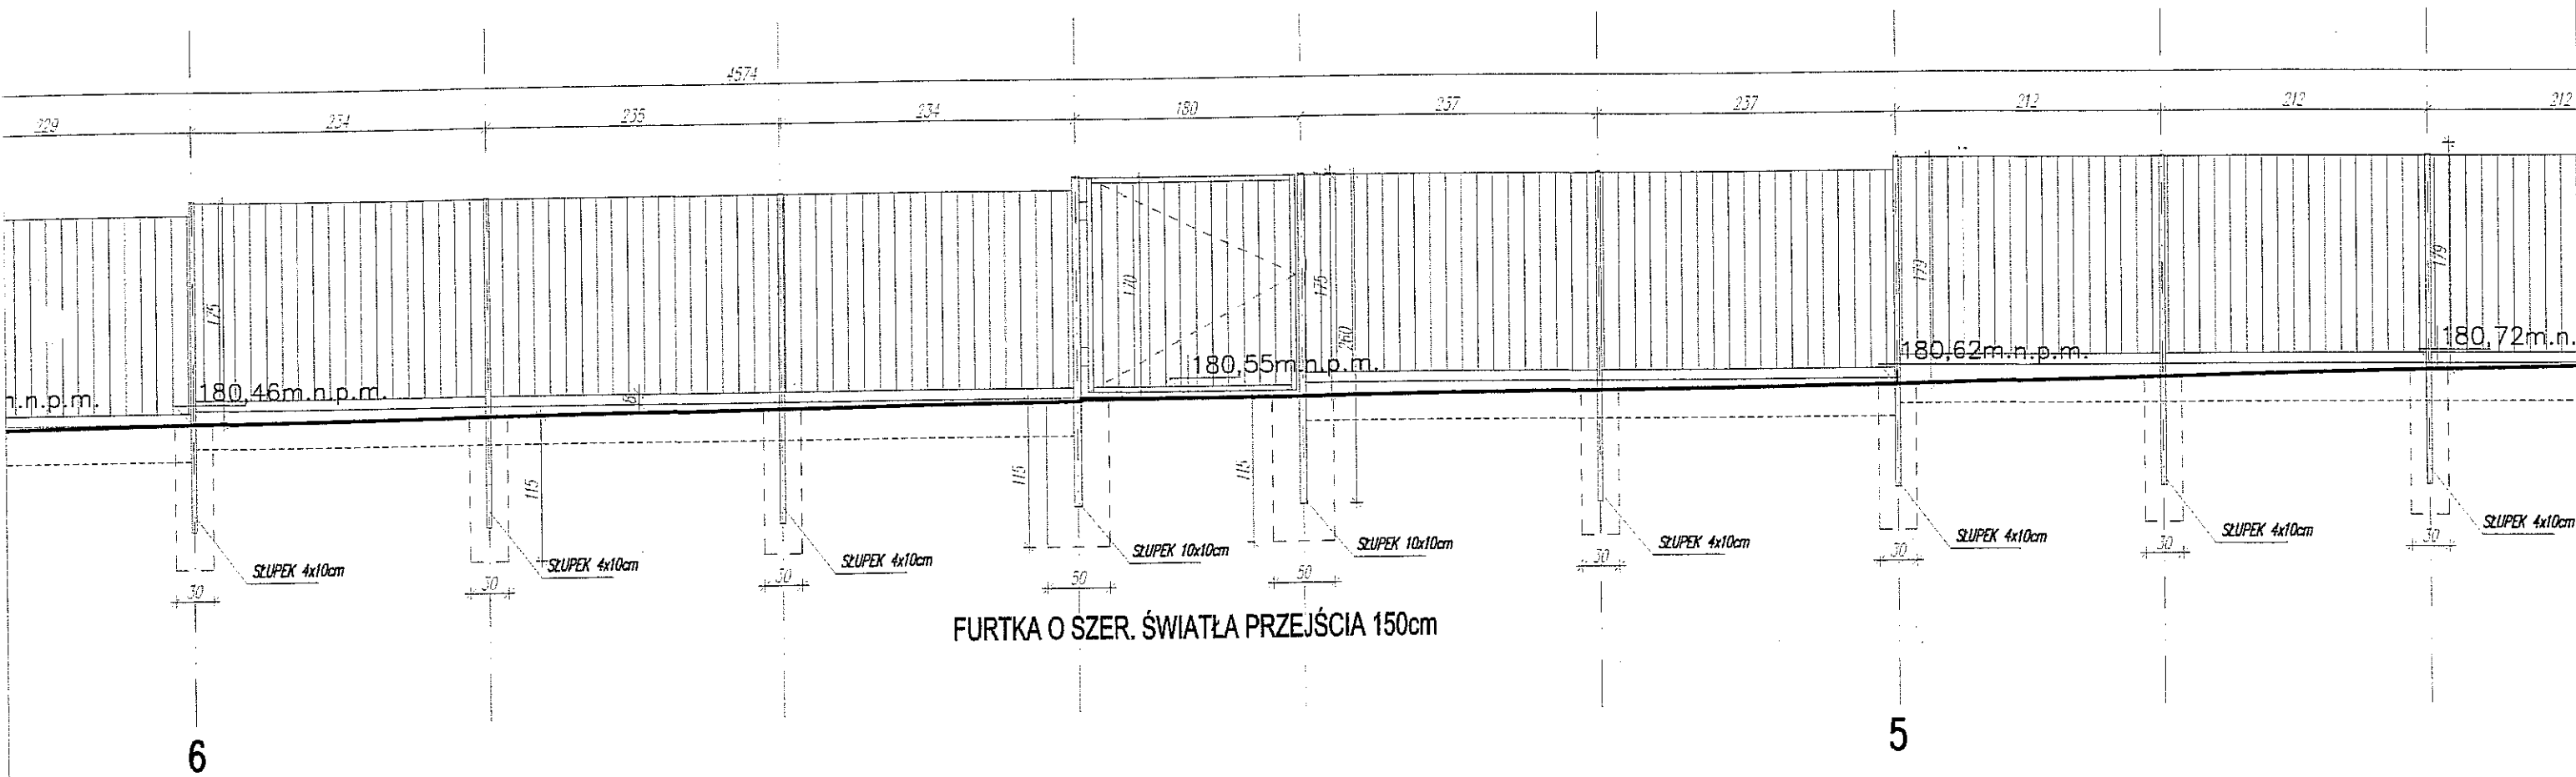 4574
229 234 235 234 180 237 237 212 212 212
175 170 175 260 179 179
n.n.p.m. 180,46m.n.p.m. 6 180,55m.n.p.m. 180,62m.n.p.m. 180,72m.n.
115 115 115
SŁUPEK 4x10cm SŁUPEK 4x10cm SŁUPEK 4x10cm SŁUPEK 10x10cm SŁUPEK 10x10cm SŁUPEK 4x10cm SŁUPEK 4x10cm SŁUPEK 4x10cm SŁUPEK 4x10cm
30 30 30 50 50 30 30 30 30
FURTKA O SZER. ŚWIATŁA PRZEJŚCIA 150cm
6 5